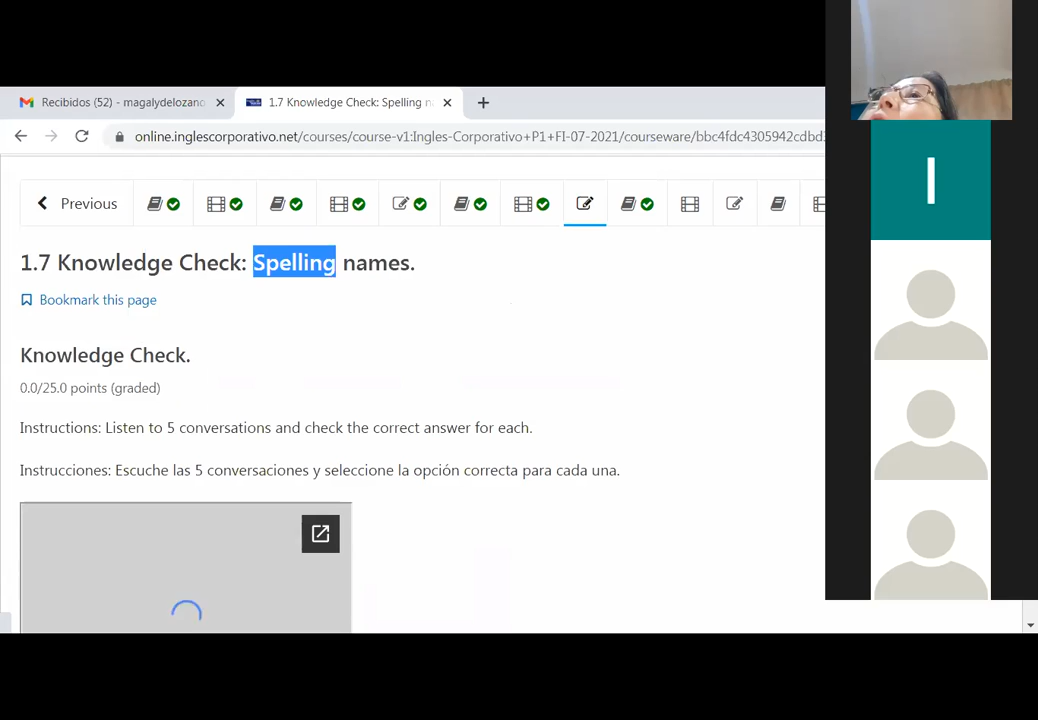 Recibidos (52) - magalydelozano
1.7 Knowledge Check: Spelling n
online.inglescorporativo.net/courses/course-v1:Ingles-Corporativo+P1+FI-07-2021/courseware/bbc4fdc4305942cdbd
Previous
1.7 Knowledge Check: Spelling names.
Bookmark this page
Knowledge Check.
0.0/25.0 points (graded)
Instructions: Listen to 5 conversations and check the correct answer for each.
Instrucciones: Escuche las 5 conversaciones y seleccione la opción correcta para cada una.
I